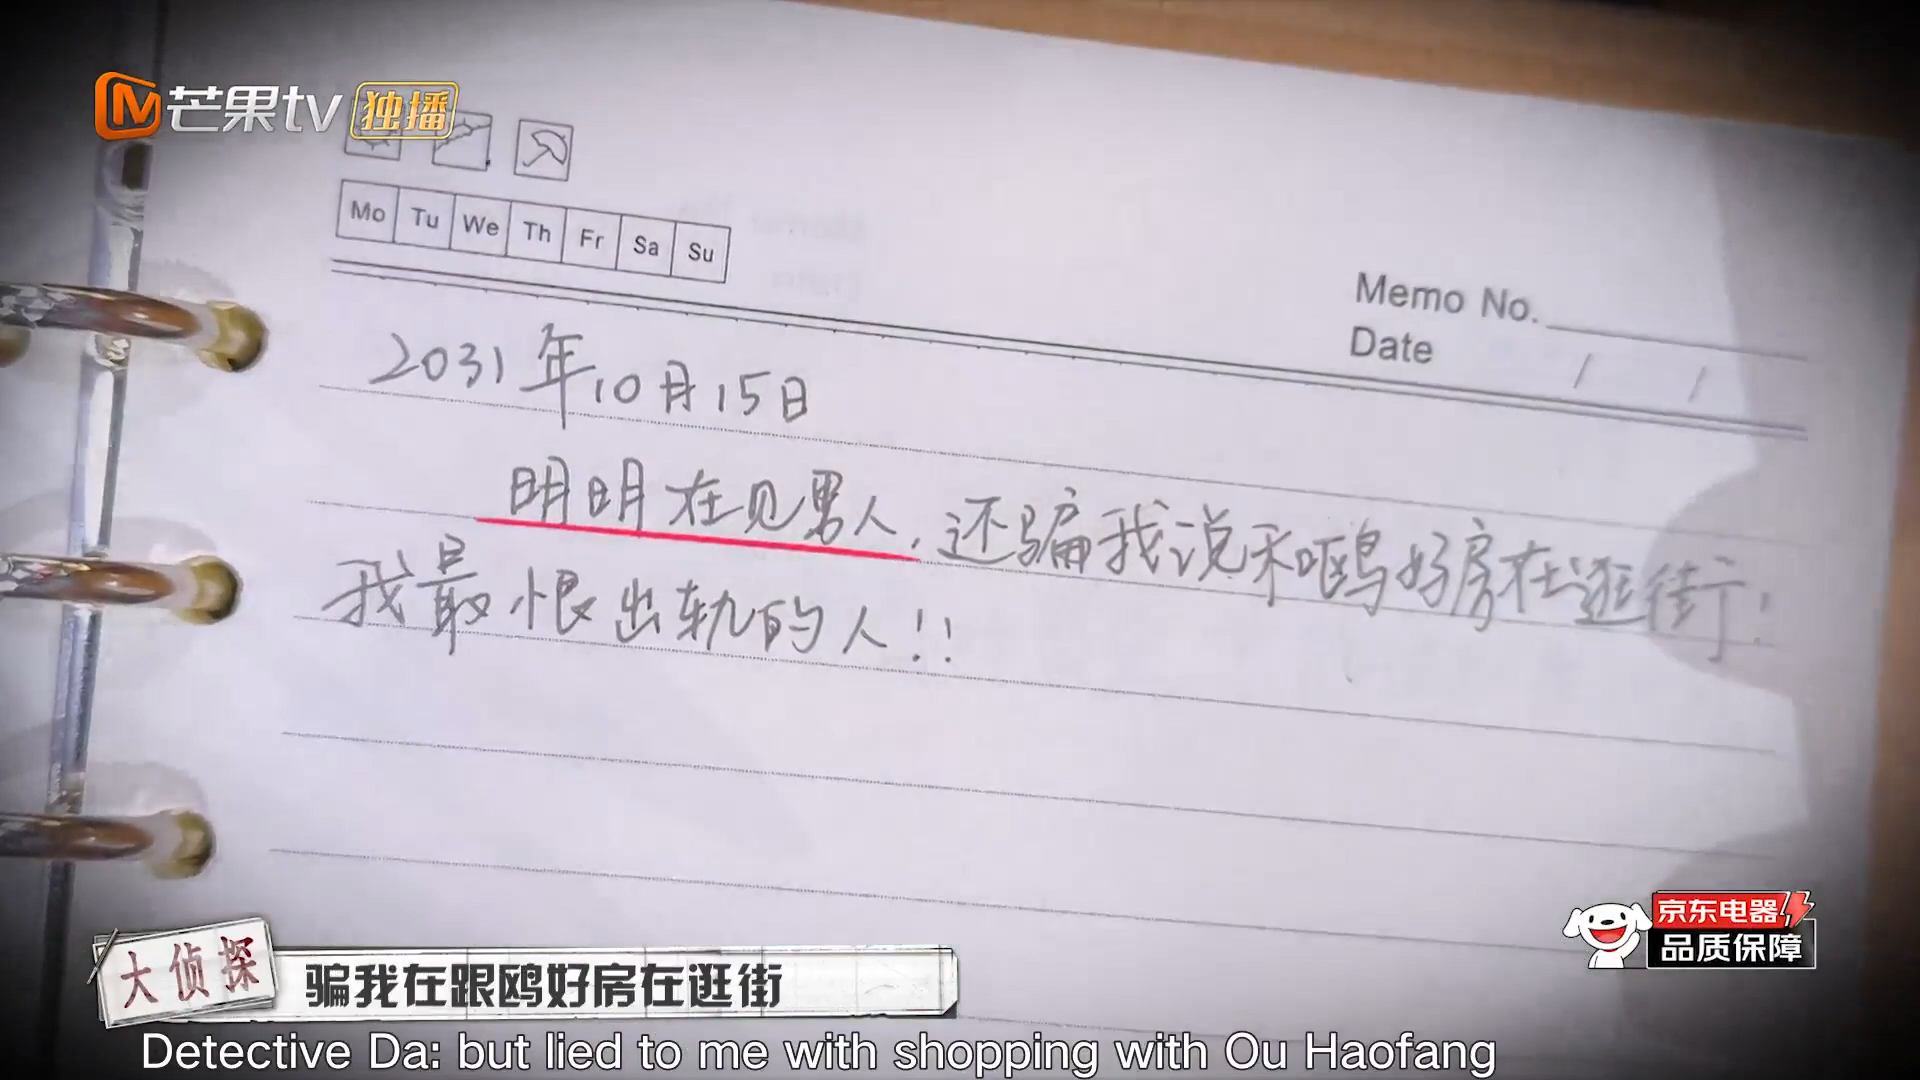 芒果tv 独播
Mo Tu We Th Fr Sa Su
Memo No.
Date / /
2031年10月15日
明明在见男人,还骗我说和鸥好房在逛街!
我最恨出轨的人!!
京东电器
品质保障
大侦探
骗我在跟鸥好房在逛街
Detective Da: but lied to me with shopping with Ou Haofang